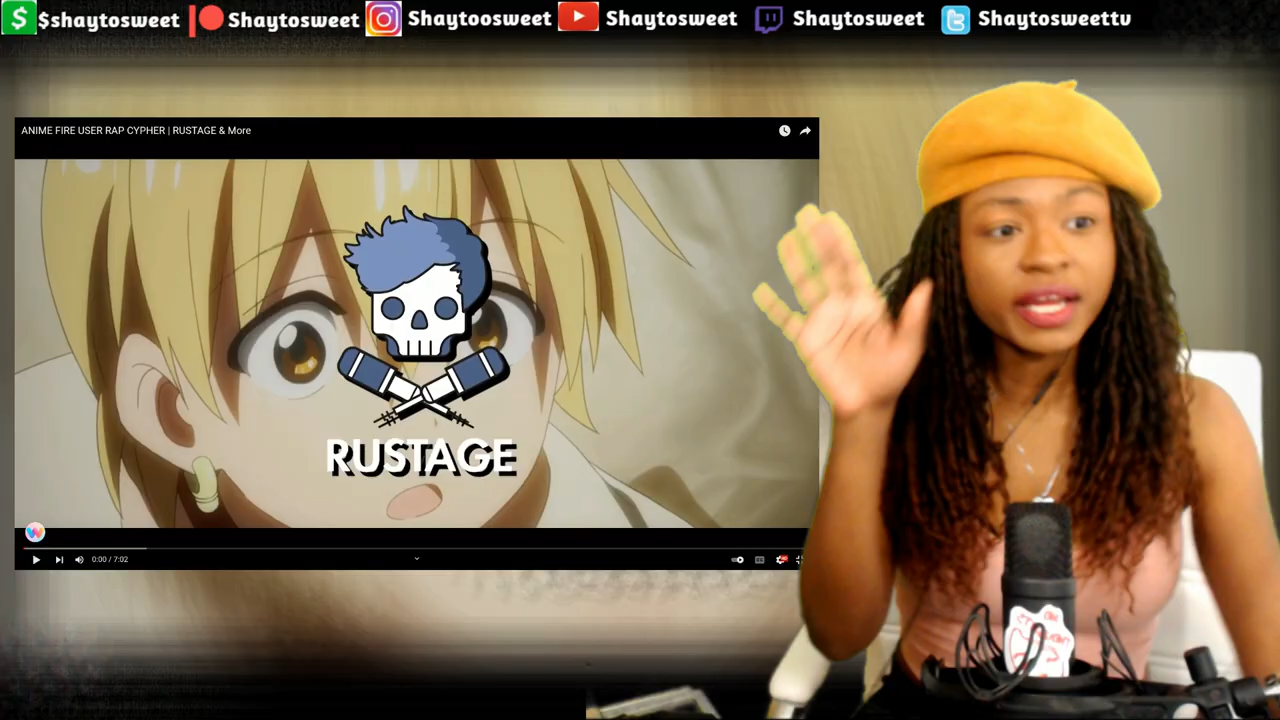 $shaytosweet Shaytosweet Shaytoosweet Shaytosweet Shaytosweet Shaytosweettv
ANIME FIRE USER RAP CYPHER | RUSTAGE & More
RUSTAGE
0:00 / 7:02